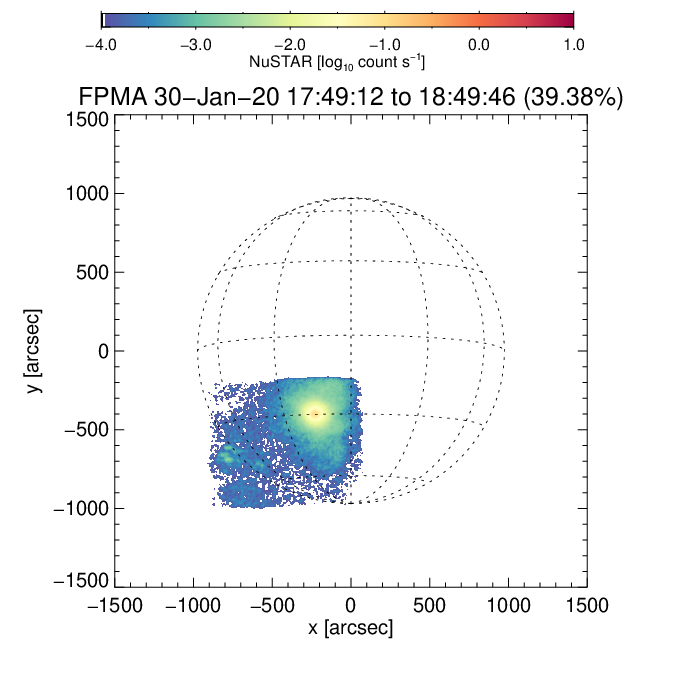 −4.0 −3.0 −2.0 −1.0 0.0 1.0
NuSTAR [log₁₀ count s⁻¹]
FPMA 30−Jan−20 17:49:12 to 18:49:46 (39.38%)
1500
1000
500
0
−500
−1000
−1500
y [arcsec]
−1500 −1000 −500 0 500 1000 1500
x [arcsec]